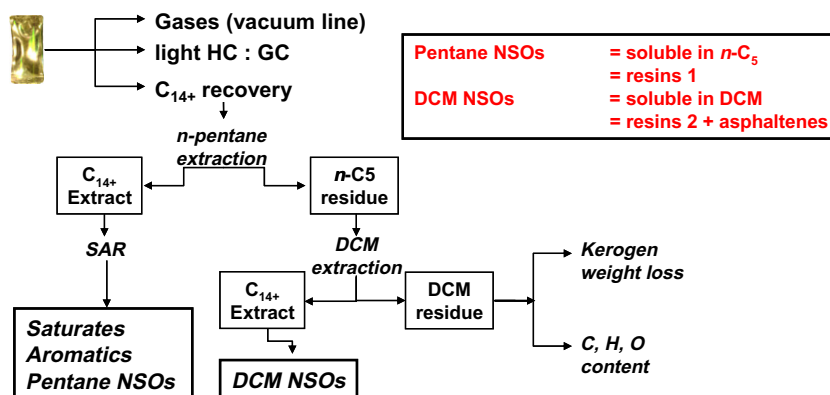 Gases (vacuum line)
light HC : GC
C₁₄₊ recovery
Pentane NSOs = soluble in n-C₅
= resins 1
DCM NSOs = soluble in DCM
= resins 2 + asphaltenes
n-pentane
extraction
C₁₄₊
Extract
n-C5
residue
SAR
DCM
extraction
Kerogen
weight loss
C₁₄₊
Extract
DCM
residue
Saturates
Aromatics
Pentane NSOs
DCM NSOs
C, H, O
content